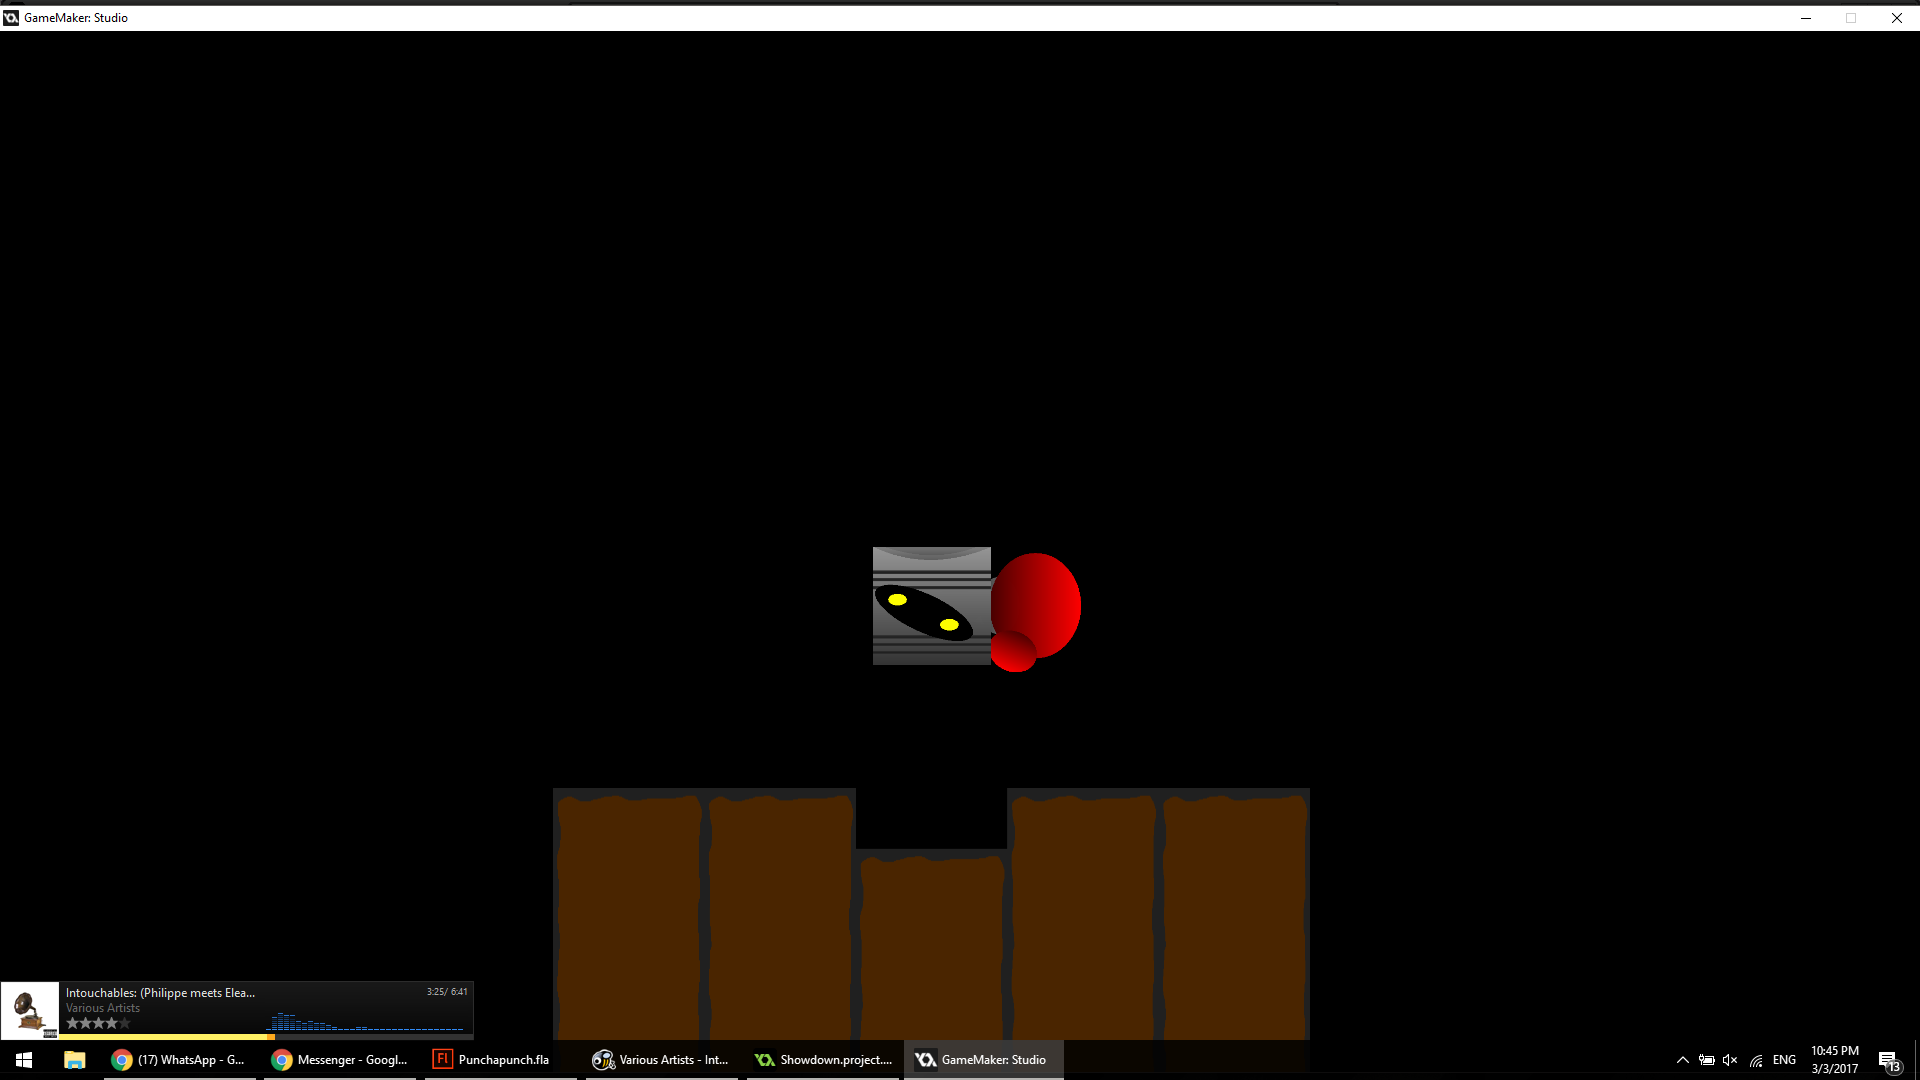 GameMaker: Studio
Intouchables: (Philippe meets Elea...
3:25/ 6:41
Various Artists
(17) WhatsApp - G...
Messenger - Googl...
Fl
Punchapunch.fla
Various Artists - Int...
Showdown.project....
GameMaker: Studio
ENG
10:45 PM
3/3/2017
13